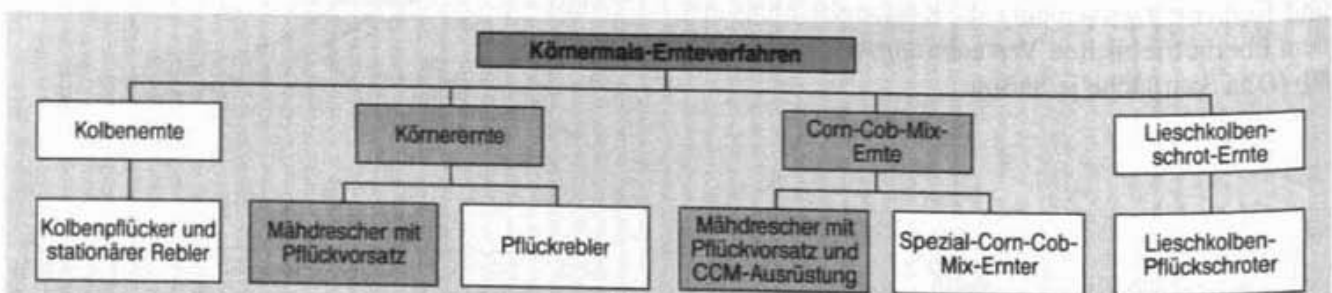 Körnermais-Ernteverfahren
Kolbenernte
Körnerernte
Corn-Cob-Mix-
Ernte
Lieschkolben-
schrot-Ernte
Kolbenpflücker und
stationärer Rebler
Mähdrescher mit
Pflückvorsatz
Pflückrebler
Mähdrescher mit
Pflückvorsatz und
CCM-Ausrüstung
Spezial-Corn-Cob-
Mix-Ernter
Lieschkolben-
Pflückschroter